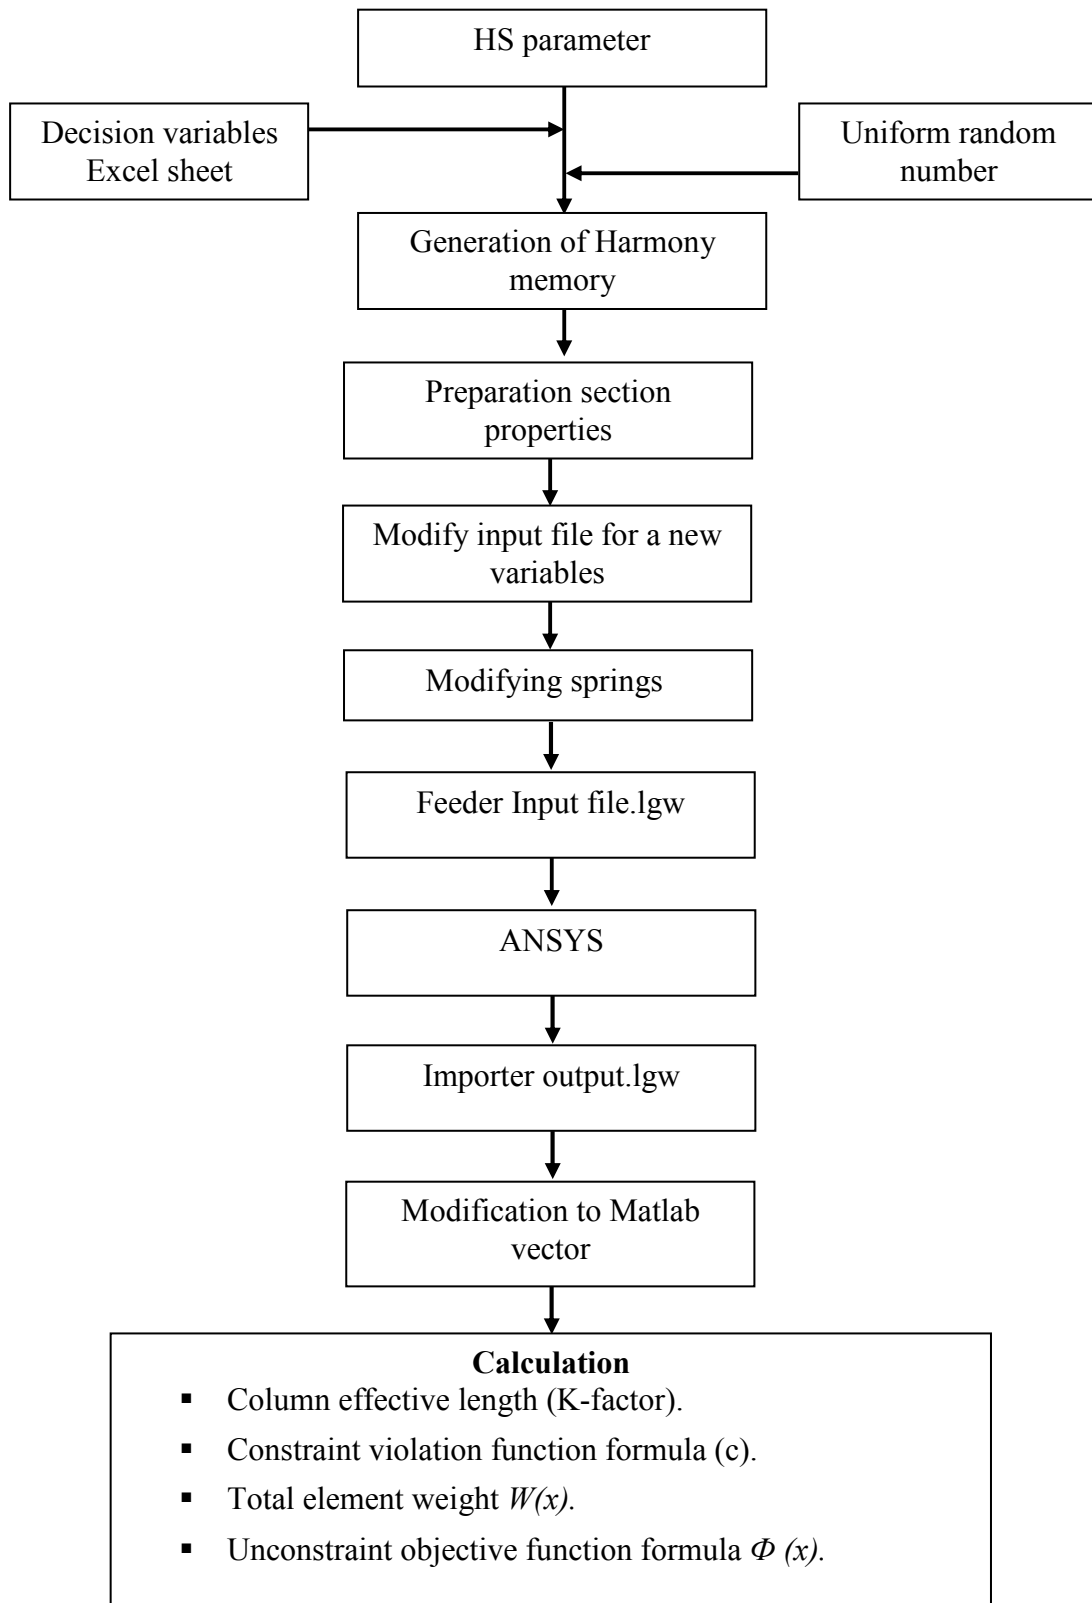 HS parameter
Decision variables
Excel sheet
Uniform random
number
Generation of Harmony
memory
Preparation section
properties
Modify input file for a new
variables
Modifying springs
Feeder Input file.lgw
ANSYS
Importer output.lgw
Modification to Matlab
vector
Calculation
▪ Column effective length (K-factor).
▪ Constraint violation function formula (c).
▪ Total element weight W(x).
▪ Unconstraint objective function formula Φ (x).